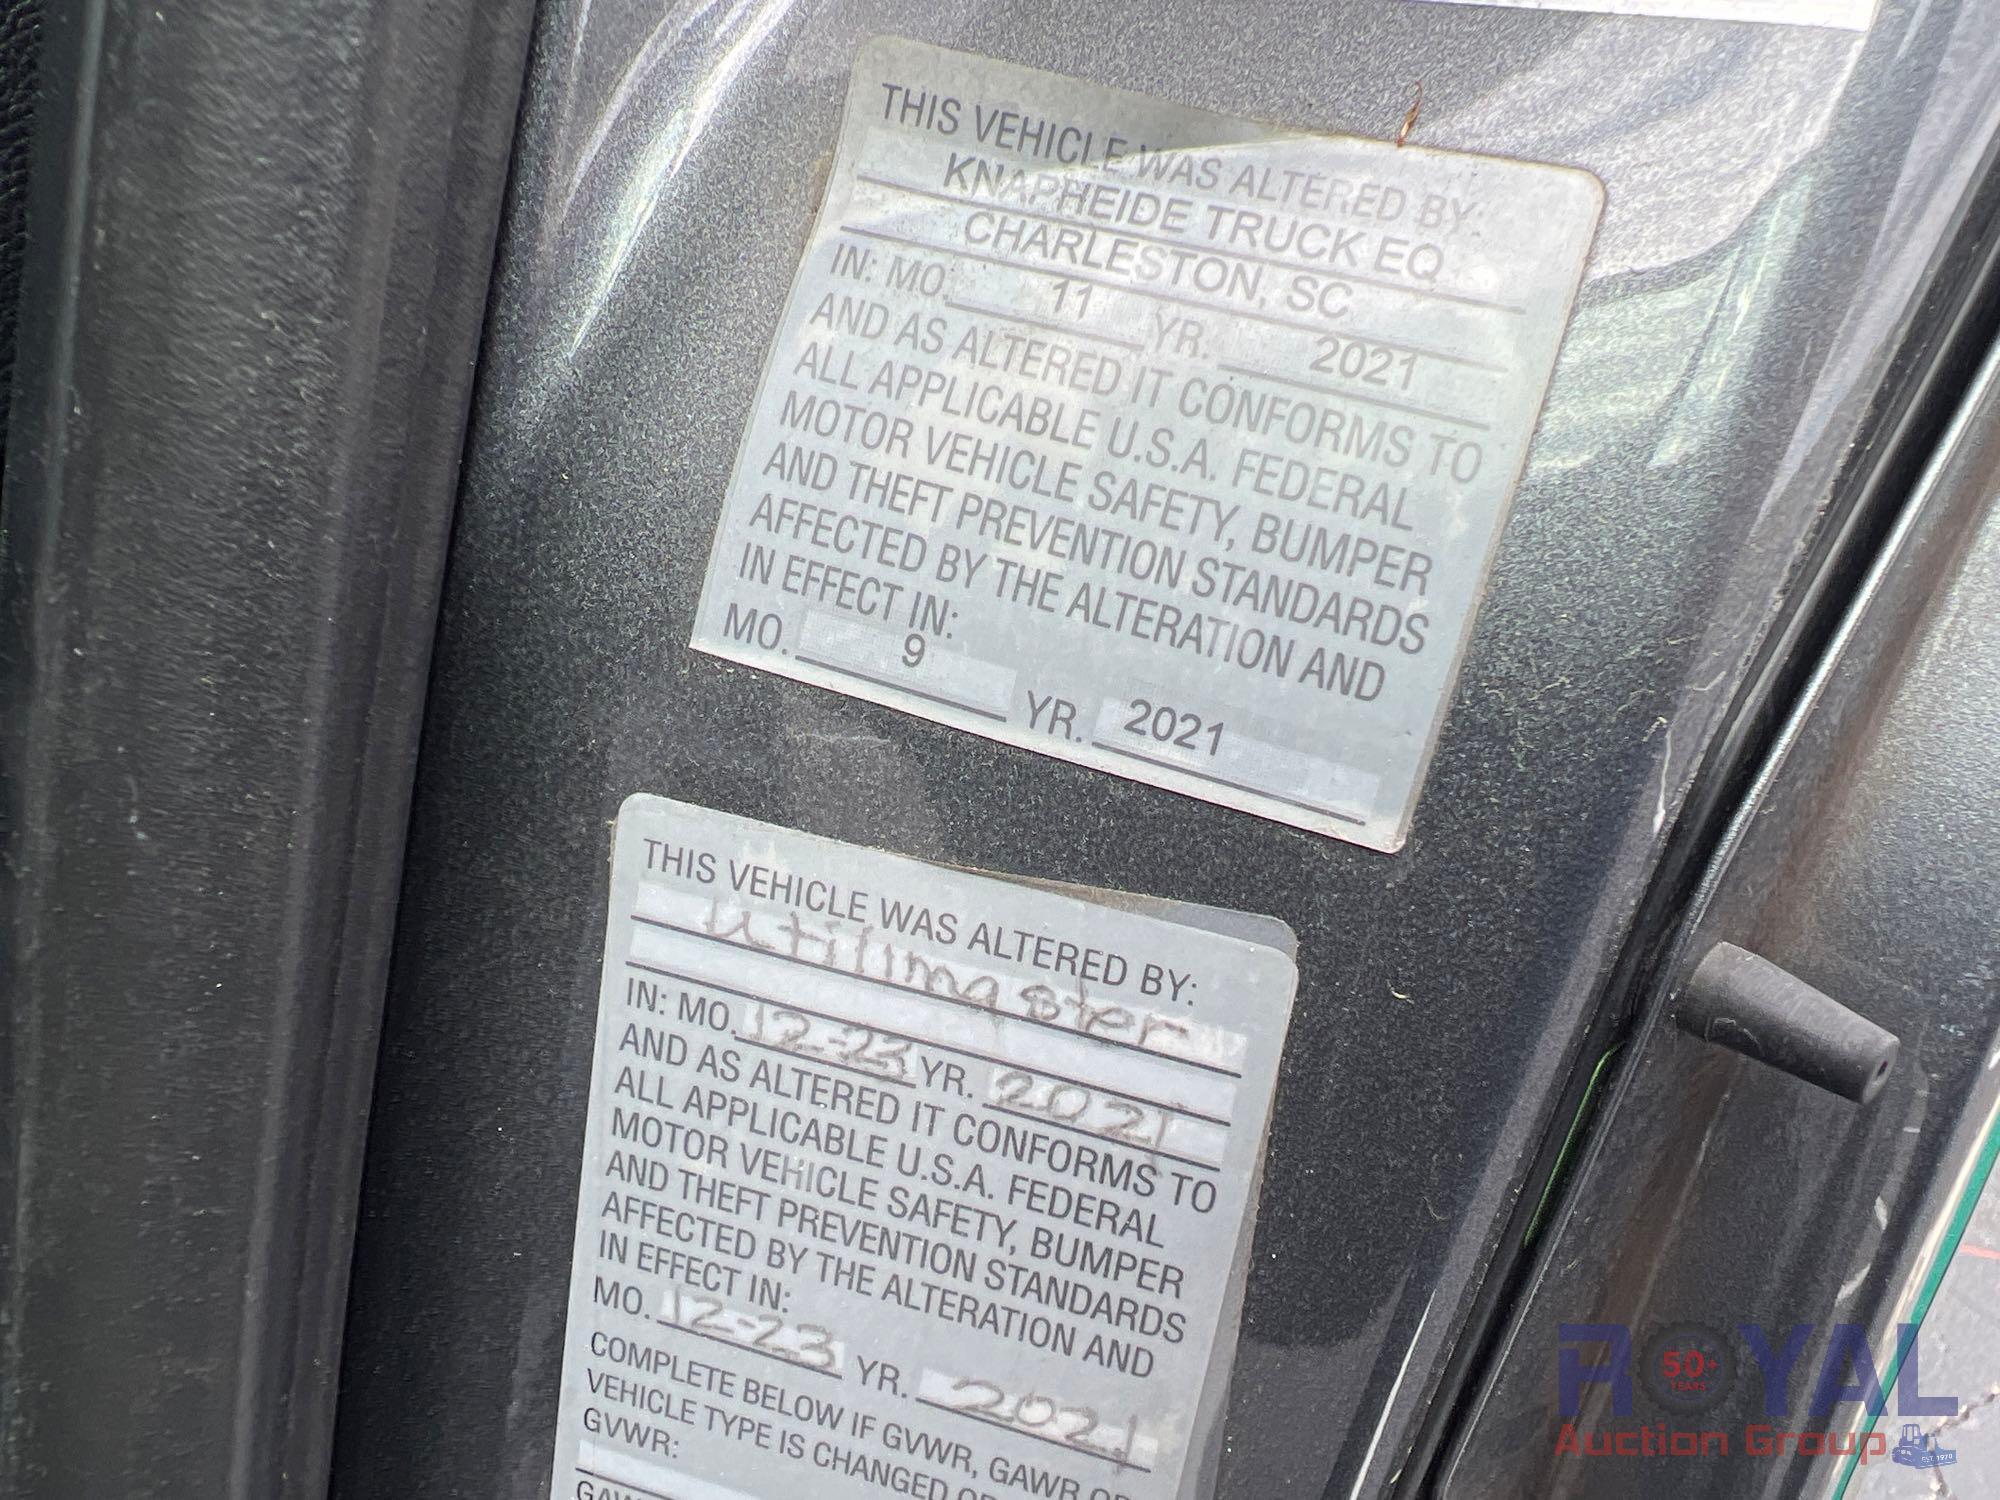 THIS VEHICLE WAS ALTERED BY:
KNAPHEIDE TRUCK EQ
CHARLESTON, SC
IN: MO. 11 YR. 2021
AND AS ALTERED IT CONFORMS TO
ALL APPLICABLE U.S.A. FEDERAL
MOTOR VEHICLE SAFETY, BUMPER
AND THEFT PREVENTION STANDARDS
AFFECTED BY THE ALTERATION AND
IN EFFECT IN:
MO. 9 YR. 2021
THIS VEHICLE WAS ALTERED BY:
Utilimaster
IN: MO. 12-23 YR. 2021
AND AS ALTERED IT CONFORMS TO
ALL APPLICABLE U.S.A. FEDERAL
MOTOR VEHICLE SAFETY, BUMPER
AND THEFT PREVENTION STANDARDS
AFFECTED BY THE ALTERATION AND
IN EFFECT IN:
MO. 12-23 YR. 2021
COMPLETE BELOW IF GVWR, GAWR OR
VEHICLE TYPE IS CHANGED
GVWR:
ROYAL
50+
YEARS
Auction Group
EST. 1970